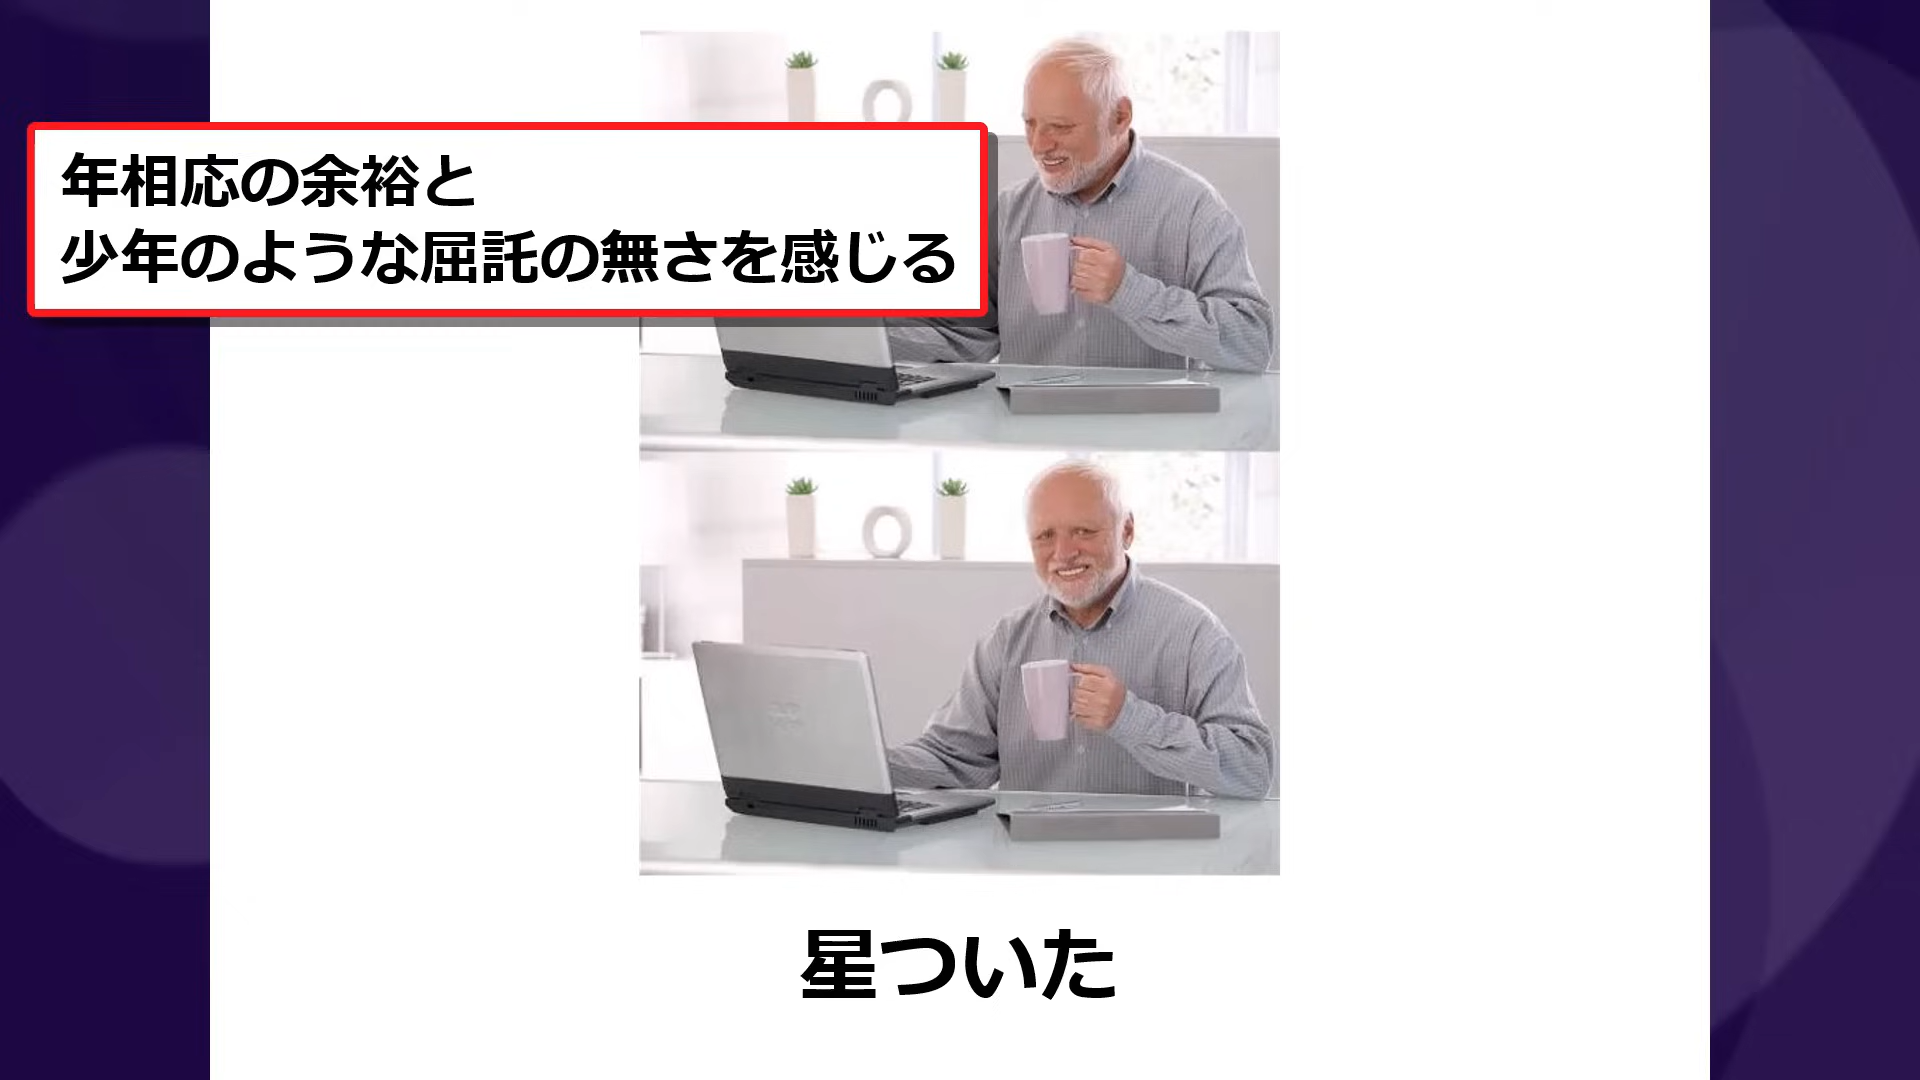 年相応の余裕と
少年のような屈託の無さを感じる
星ついた